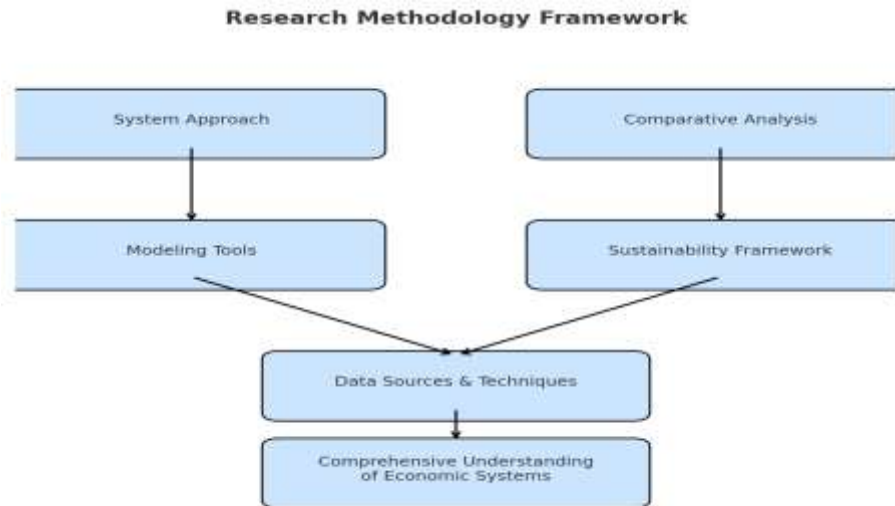 Research Methodology Framework
System Approach
Comparative Analysis
Modeling Tools
Sustainability Framework
Data Sources & Techniques
Comprehensive Understanding
of Economic Systems